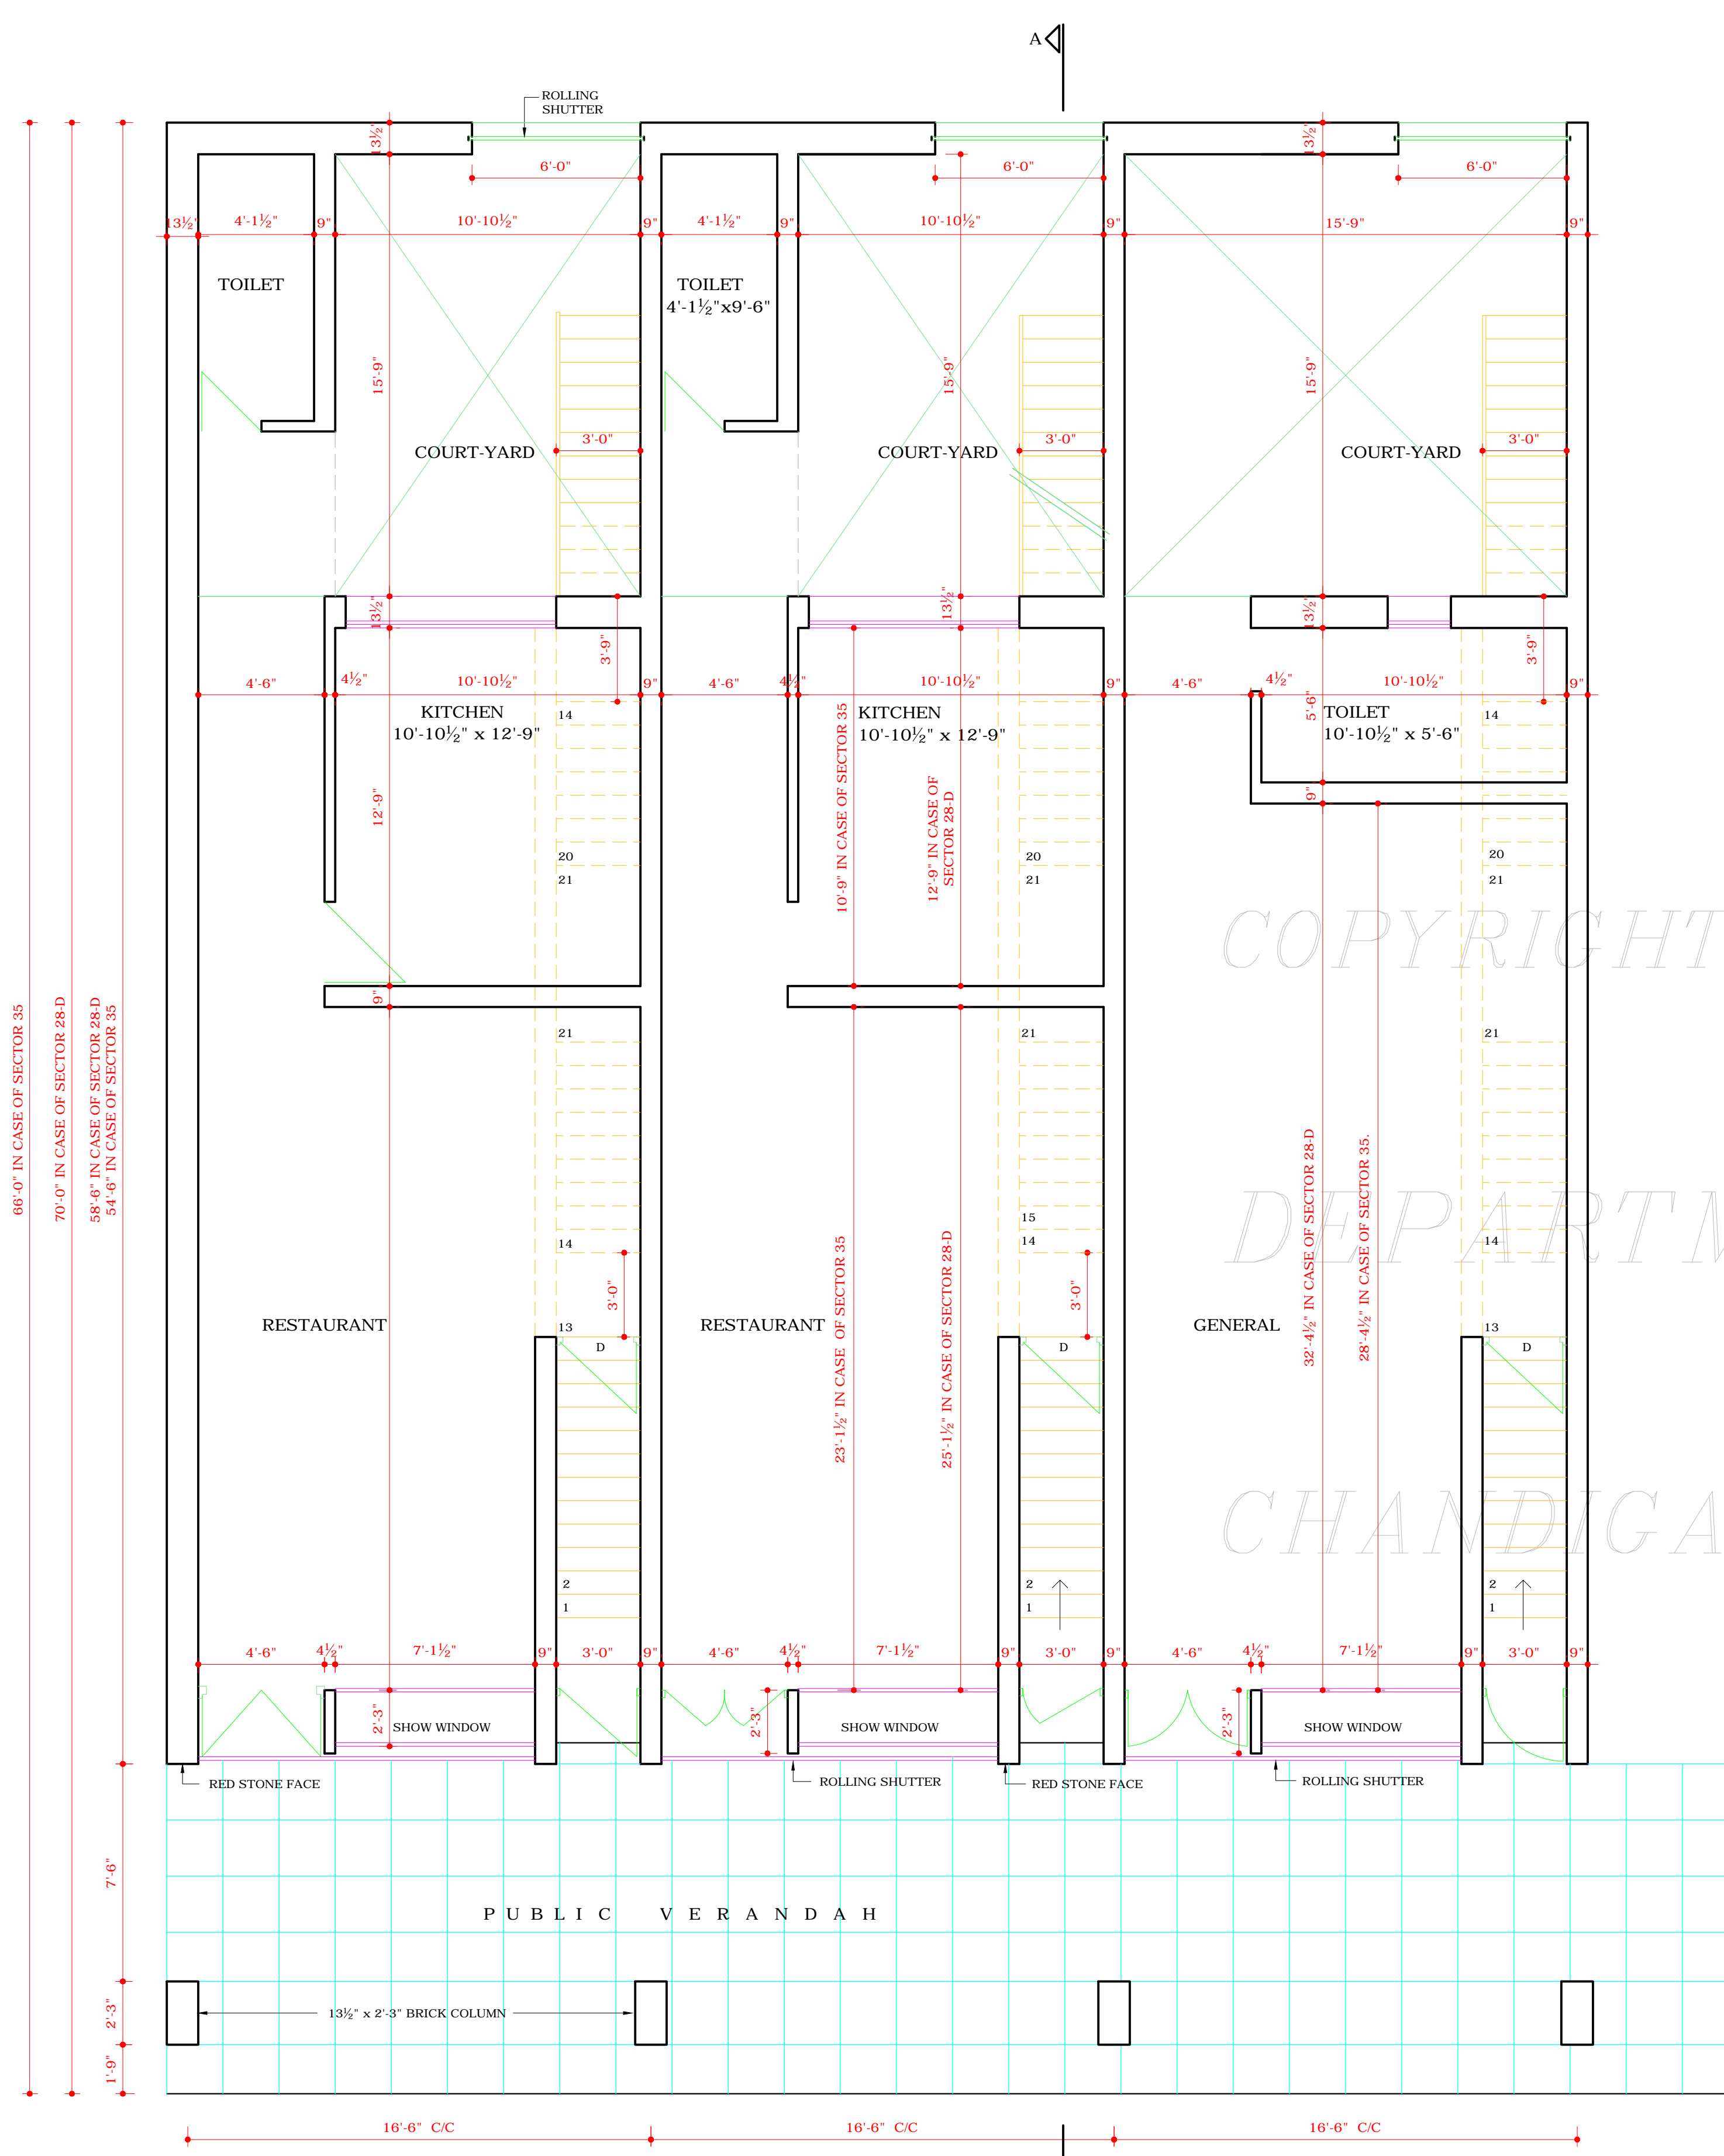 A
ROLLING
SHUTTER
13½"
13½"
6'-0"
6'-0"
6'-0"
13½"
4'-1½"
9"
10'-10½"
9"
4'-1½"
9"
10'-10½"
9"
15'-9"
9"
TOILET
TOILET
4'-1½"x9'-6"
15'-9"
15'-9"
15'-9"
3'-0"
3'-0"
3'-0"
COURT-YARD
COURT-YARD
COURT-YARD
13½"
13½"
13½"
3'-9"
3'-9"
4'-6"
4½"
10'-10½"
9"
4'-6"
4½"
10'-10½"
9"
4'-6"
4½"
10'-10½"
9"
KITCHEN
10'-10½" x 12'-9"
14
KITCHEN
10'-10½" x 12'-9"
5'-6"
TOILET
10'-10½" x 5'-6"
14
12'-9"
10'-9" IN CASE OF SECTOR 35
12'-9" IN CASE OF
SECTOR 28-D
9"
20
21
20
21
20
21
COPYRIGHT
9"
21
21
21
66'-0" IN CASE OF SECTOR 35
70'-0" IN CASE OF SECTOR 28-D
58'-6" IN CASE OF SECTOR 28-D
54'-6" IN CASE OF SECTOR 35
DEPARTM
15
14
14
14
3'-0"
3'-0"
23'-1½" IN CASE OF SECTOR 35
25'-1½" IN CASE OF SECTOR 28-D
32'-4½" IN CASE OF SECTOR 28-D
28'-4½" IN CASE OF SECTOR 35.
RESTAURANT
RESTAURANT
GENERAL
13
D
D
13
D
CHANDIGA
2
1
2
1
2
1
4'-6"
4½"
7'-1½"
9"
3'-0"
9"
4'-6"
4½"
7'-1½"
9"
3'-0"
9"
4'-6"
4½"
7'-1½"
9"
3'-0"
9"
2'-3"
SHOW WINDOW
2'-3"
SHOW WINDOW
2'-3"
SHOW WINDOW
RED STONE FACE
ROLLING SHUTTER
RED STONE FACE
ROLLING SHUTTER
7'-6"
PUBLIC VERANDAH
2'-3"
13½" x 2'-3" BRICK COLUMN
1'-9"
16'-6" C/C
16'-6" C/C
16'-6" C/C